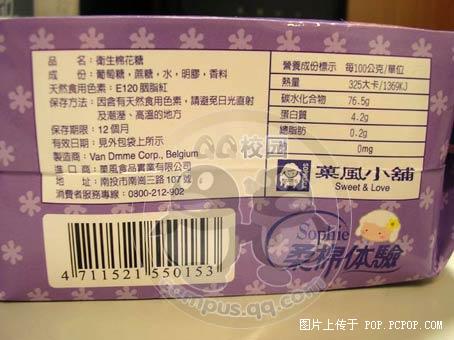 品　名：衛生棉花糖
成　份：葡萄糖，蔗糖，水，明膠，香料
天然食用色素：E120 胭脂紅
保存方法：因含有天然食用色素，請避免日光直射
及潮溼、高溫的地方
保存期限：12 個月
有效日期：見外包裝上所示
製造商：Van Dmme Corp., Belgium
進 口 商：菓風食品實業有限公司
地　址：南投市南崗三路107號
消費者服務專線：0800-212-902
營養成份標示 每100公克/單位
熱量 325大卡/1369KJ
碳水化合物 76.5g
蛋白質 4.2g
總脂肪 0.2g
0mg
菓風小舖
Sweet & Love
Sophie
柔棉体驗
4 711521 550153
QQ校园
campus.qq.com
图片上传于 POP.PCPOP.COM